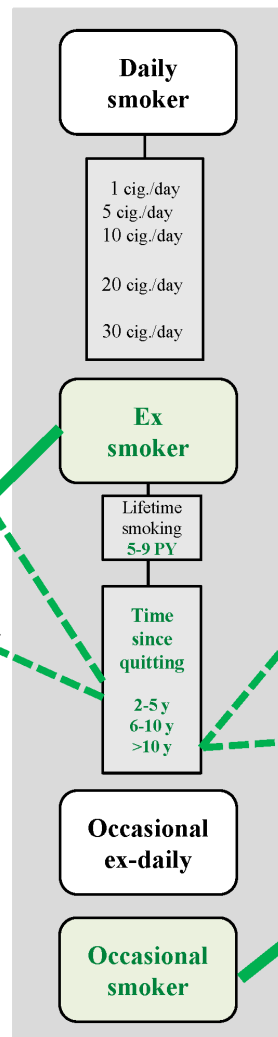 Daily
smoker
1 cig./day
5 cig./day
10 cig./day
20 cig./day
30 cig./day
Ex
smoker
Lifetime
smoking
5-9 PY
Time
since
quitting
2-5 y
6-10 y
>10 y
Occasional
ex-daily
Occasional
smoker